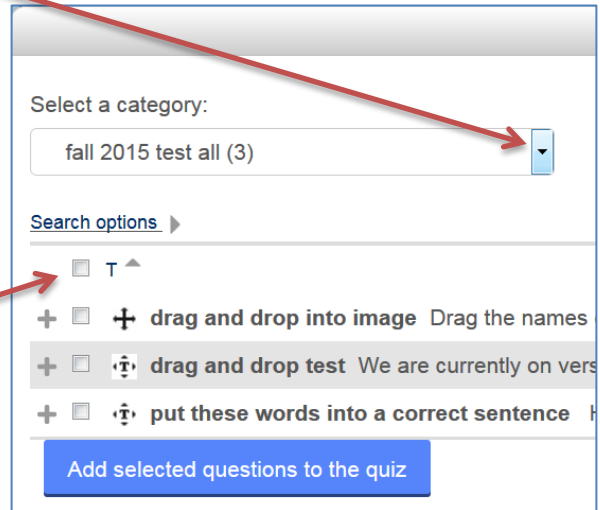 Select a category:
fall 2015 test all (3)
Search options
T
drag and drop into image Drag the names
drag and drop test We are currently on vers
put these words into a correct sentence H
Add selected questions to the quiz